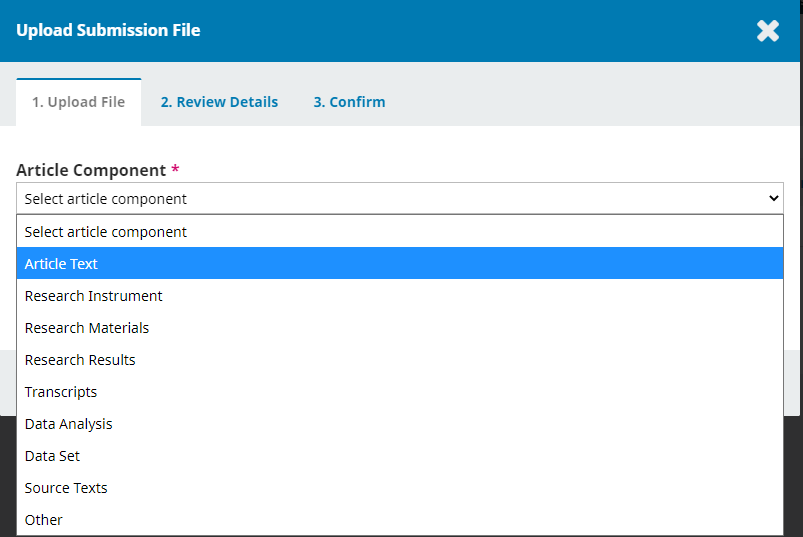 Upload Submission File
1. Upload File 2. Review Details 3. Confirm
Article Component *
Select article component
Select article component
Article Text
Research Instrument
Research Materials
Research Results
Transcripts
Data Analysis
Data Set
Source Texts
Other